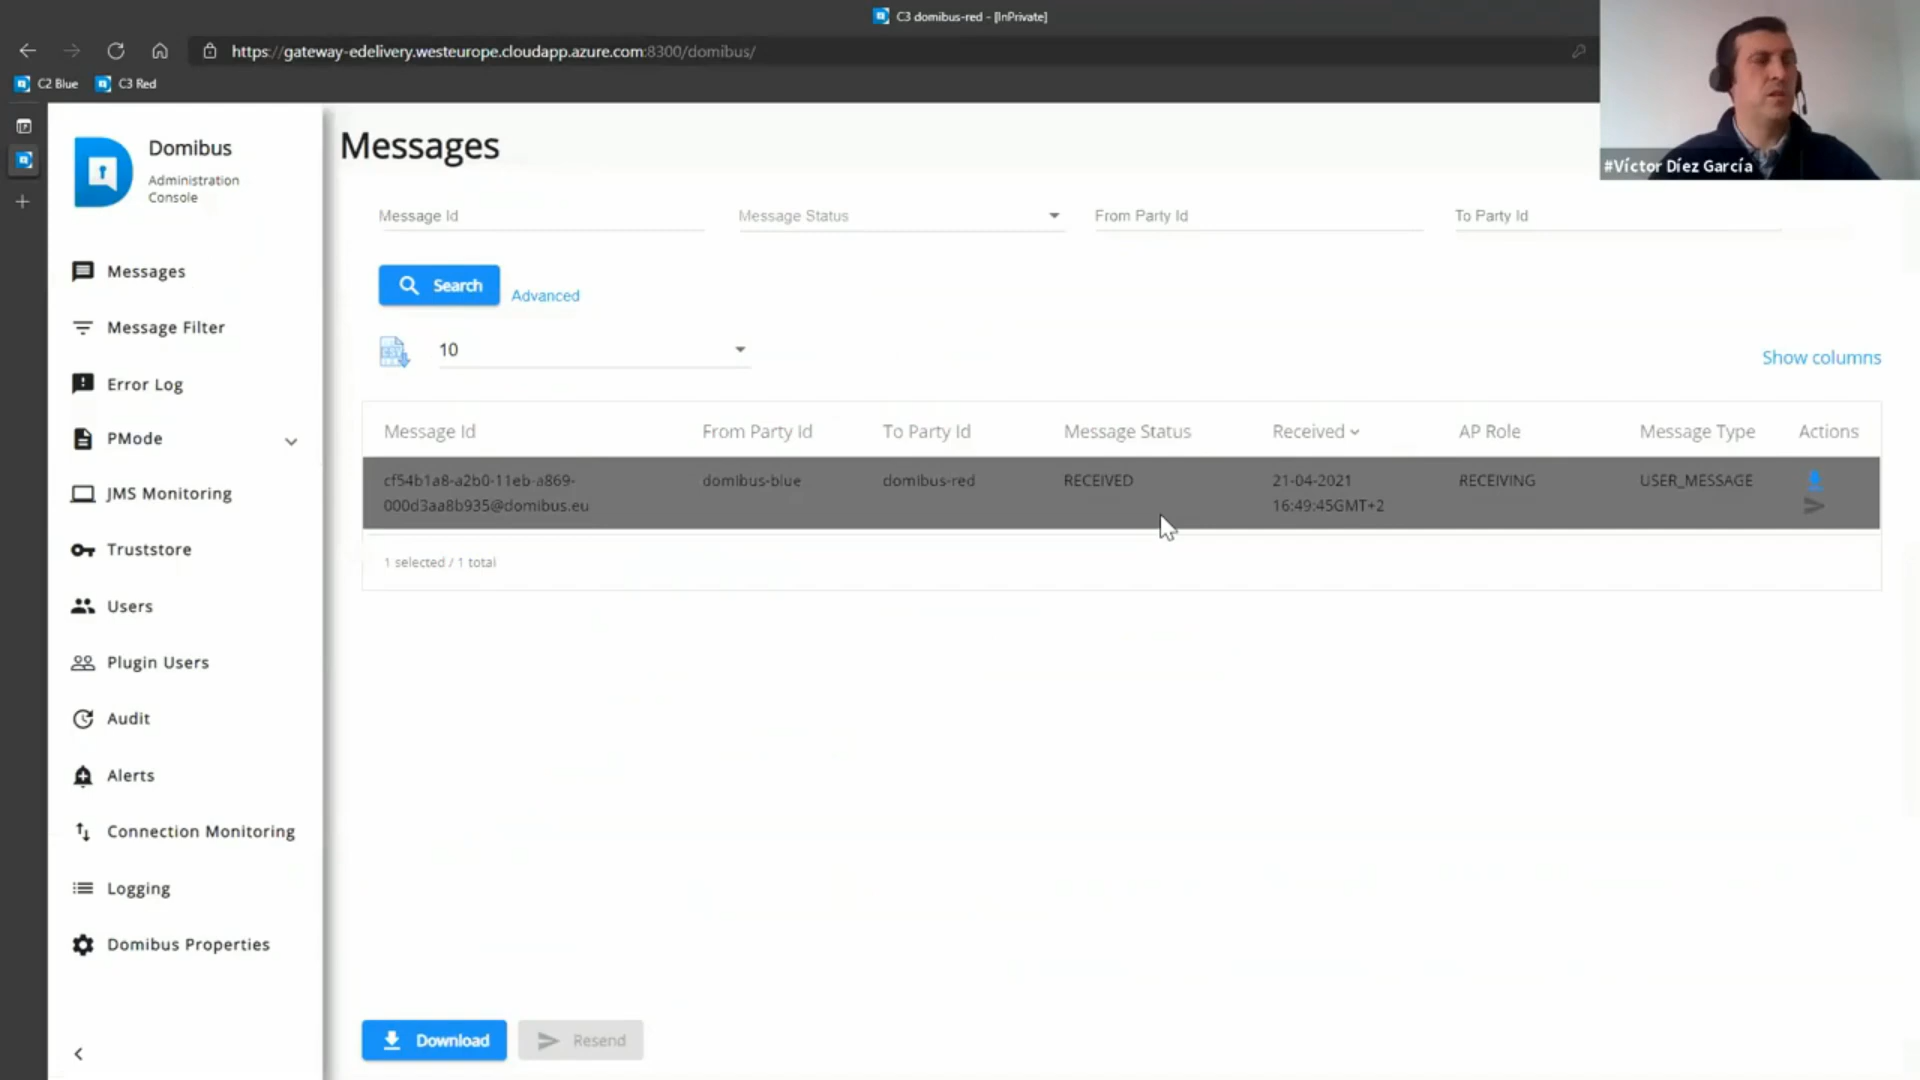 C3 domibus-red - [InPrivate]
https://gateway-edelivery.westeurope.cloudapp.azure.com:8300/domibus/
C2 Blue
C3 Red
#Víctor Díez García
Domibus
Administration
Console
Messages
Message Filter
Error Log
PMode
JMS Monitoring
Truststore
Users
Plugin Users
Audit
Alerts
Connection Monitoring
Logging
Domibus Properties
Messages
Message Id
Message Status
From Party Id
To Party Id
Search
Advanced
CSV
10
Show columns
Message Id From Party Id To Party Id Message Status Received AP Role Message Type Actions
cf54b1a8-a2b0-11eb-a869- domibus-blue domibus-red RECEIVED 21-04-2021 RECEIVING USER_MESSAGE
000d3aa8b935@domibus.eu 16:49:45GMT+2
1 selected / 1 total
Download
Resend